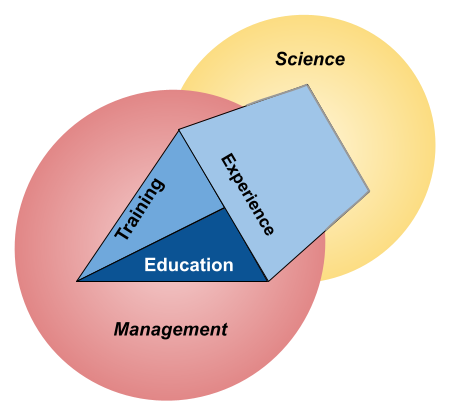 Science
Experience
Training
Education
Management